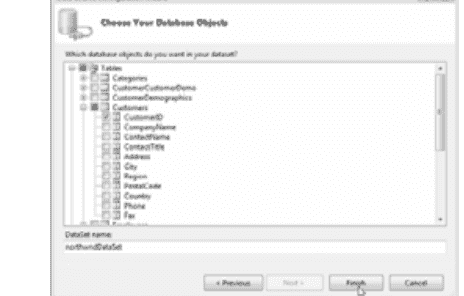 Choose Your Database Objects
Which database objects do you want in your dataset?
Tables
Categories
CustomerCustomerDemo
CustomerDemographics
Customers
CustomerID
CompanyName
ContactName
ContactTitle
Address
City
Region
PostalCode
Country
Phone
Fax
DataSet name:
northwndDataSet
< Previous
Next >
Finish
Cancel